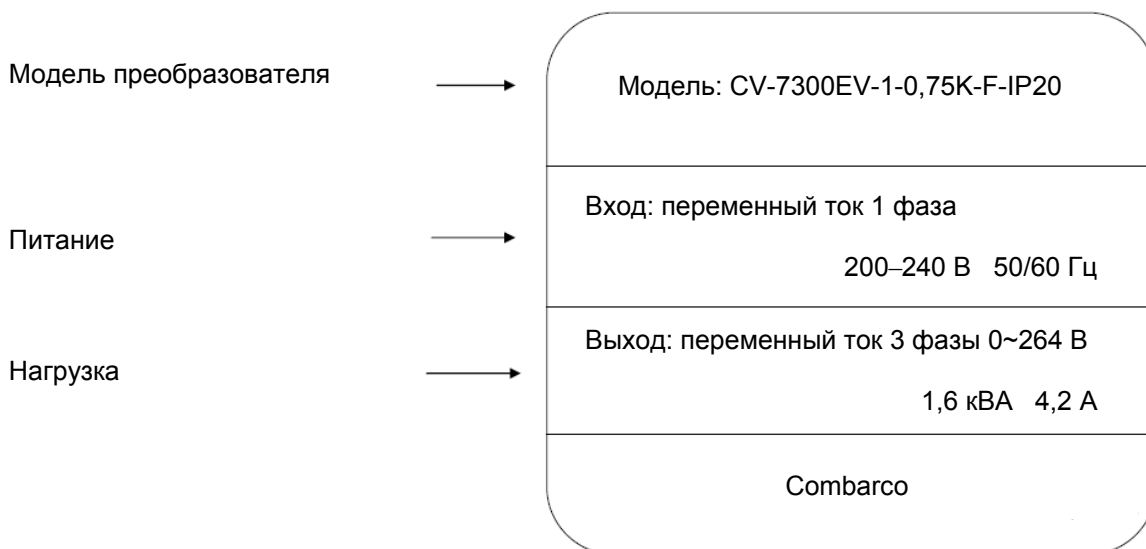 Модель преобразователя
Модель: CV-7300EV-1-0,75K-F-IP20
Вход: переменный ток 1 фаза
Питание
200–240 В 50/60 Гц
Выход: переменный ток 3 фазы 0~264 В
Нагрузка
1,6 кВА 4,2 А
Combarco